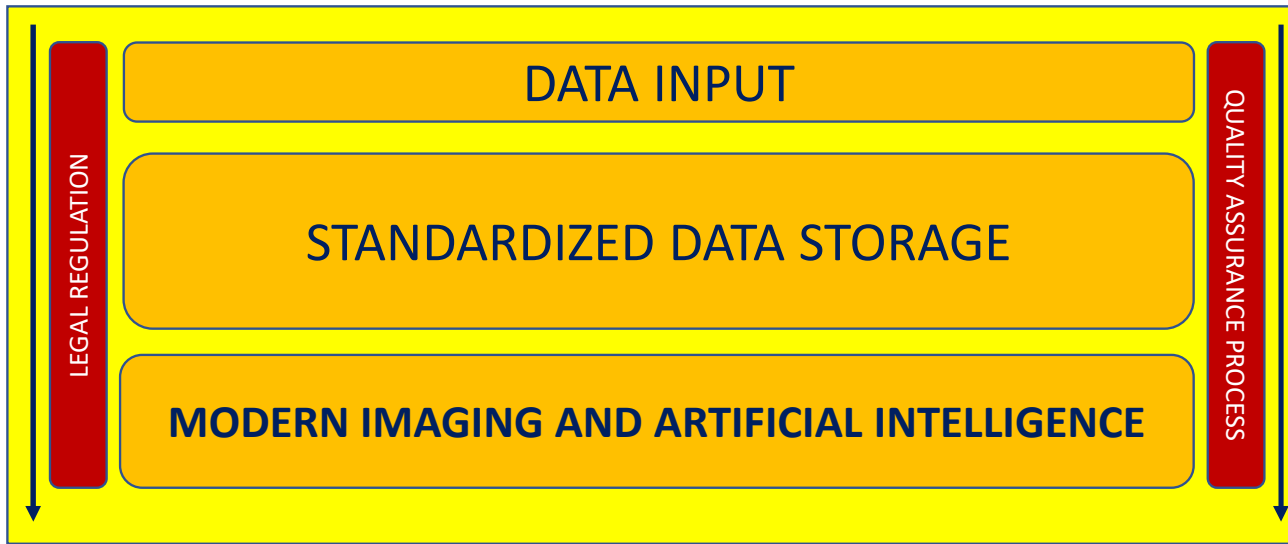 DATA INPUT
LEGAL REGULATION
STANDARDIZED DATA STORAGE
QUALITY ASSURANCE PROCESS
MODERN IMAGING AND ARTIFICIAL INTELLIGENCE